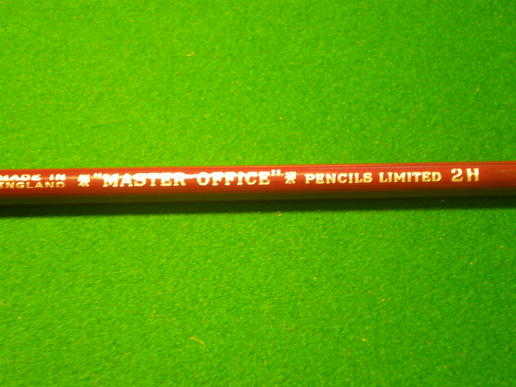 MADE IN
ENGLAND
"MASTER OFFICE" PENCILS LIMITED 2H